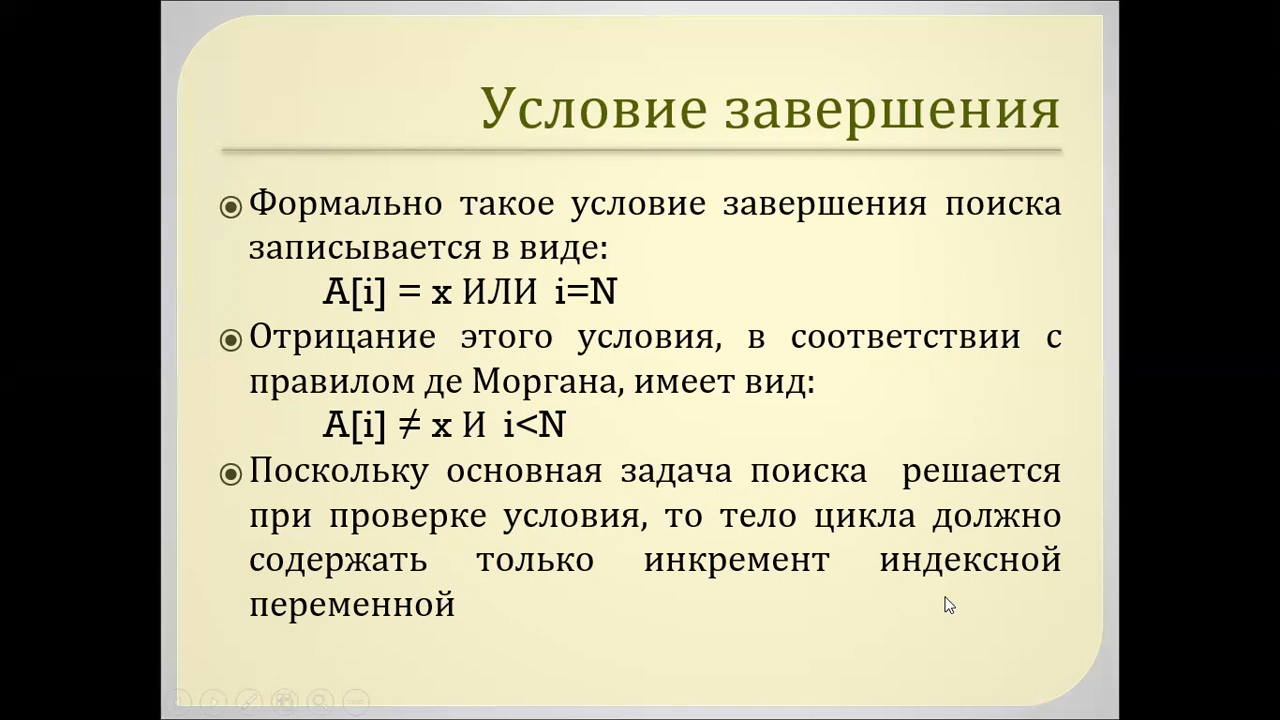 Условие завершения
Формально такое условие завершения поиска
записывается в виде:
A[i] = x ИЛИ i=N
Отрицание этого условия, в соответствии с
правилом де Моргана, имеет вид:
A[i] ≠ x И i<N
Поскольку основная задача поиска решается
при проверке условия, то тело цикла должно
содержать только инкремент индексной
переменной